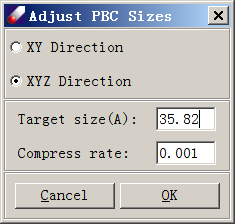 Adjust PBC Sizes
XY Direction
XYZ Direction
Target size(A): 35.82
Compress rate: 0.001
Cancel OK